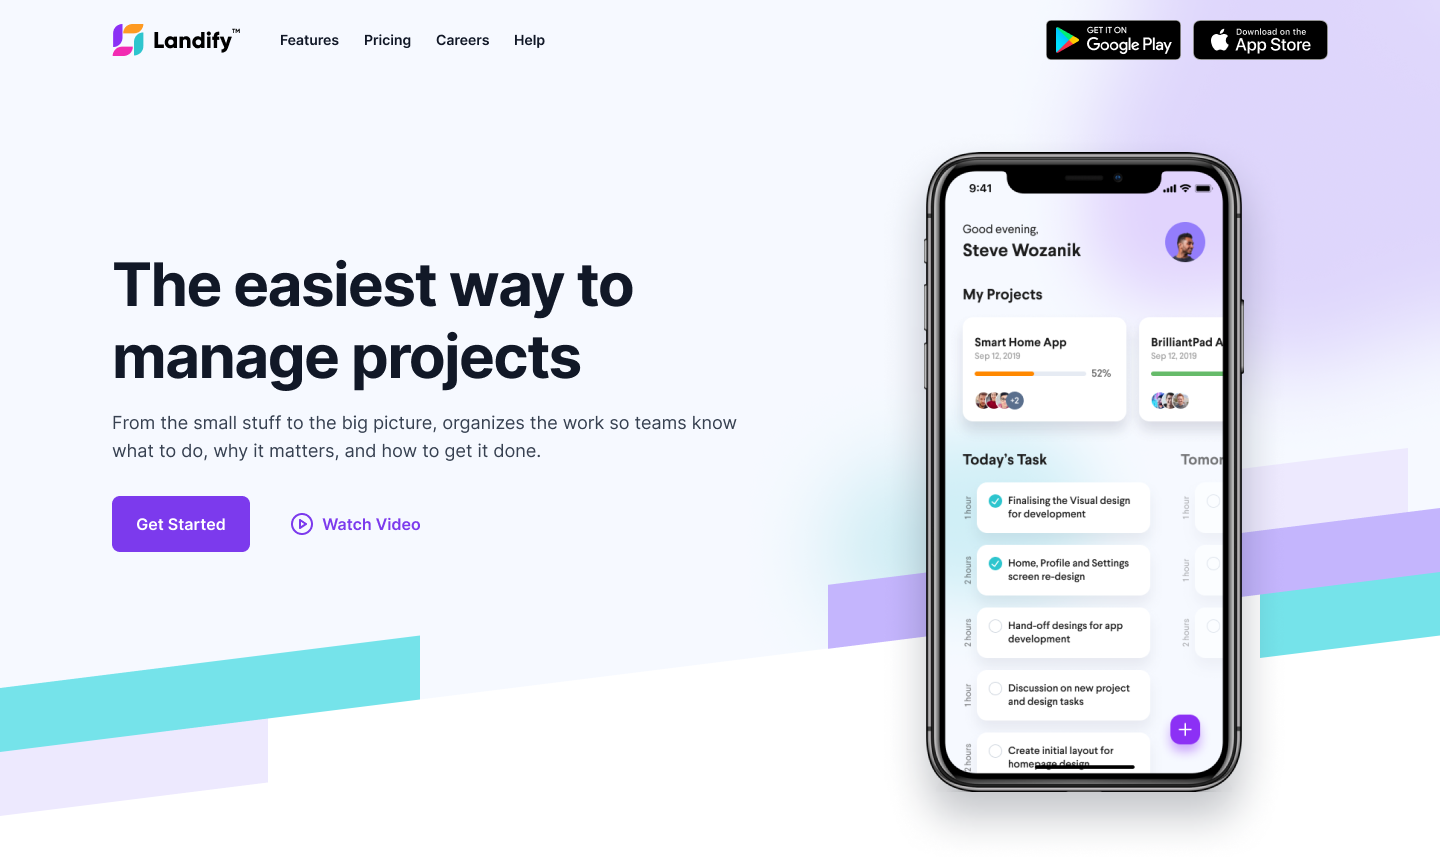 Landify™
Features
Pricing
Careers
Help
GET IT ON
Google Play
Download on the
App Store
The easiest way to
manage projects
From the small stuff to the big picture, organizes the work so teams know
what to do, why it matters, and how to get it done.
Get Started
Watch Video
9:41
Good evening,
Steve Wozanik
My Projects
Smart Home App
Sep 12, 2019
52%
+2
BrilliantPad A
Sep 12, 2019
Today's Task
Tomor
1 hour
Finalising the Visual design
for development
1 hour
2 hours
Home, Profile and Settings
screen re-design
1 hour
2 hours
Hand-off desings for app
development
2 hours
1 hour
Discussion on new project
and design tasks
2 hours
Create initial layout for
homepage design